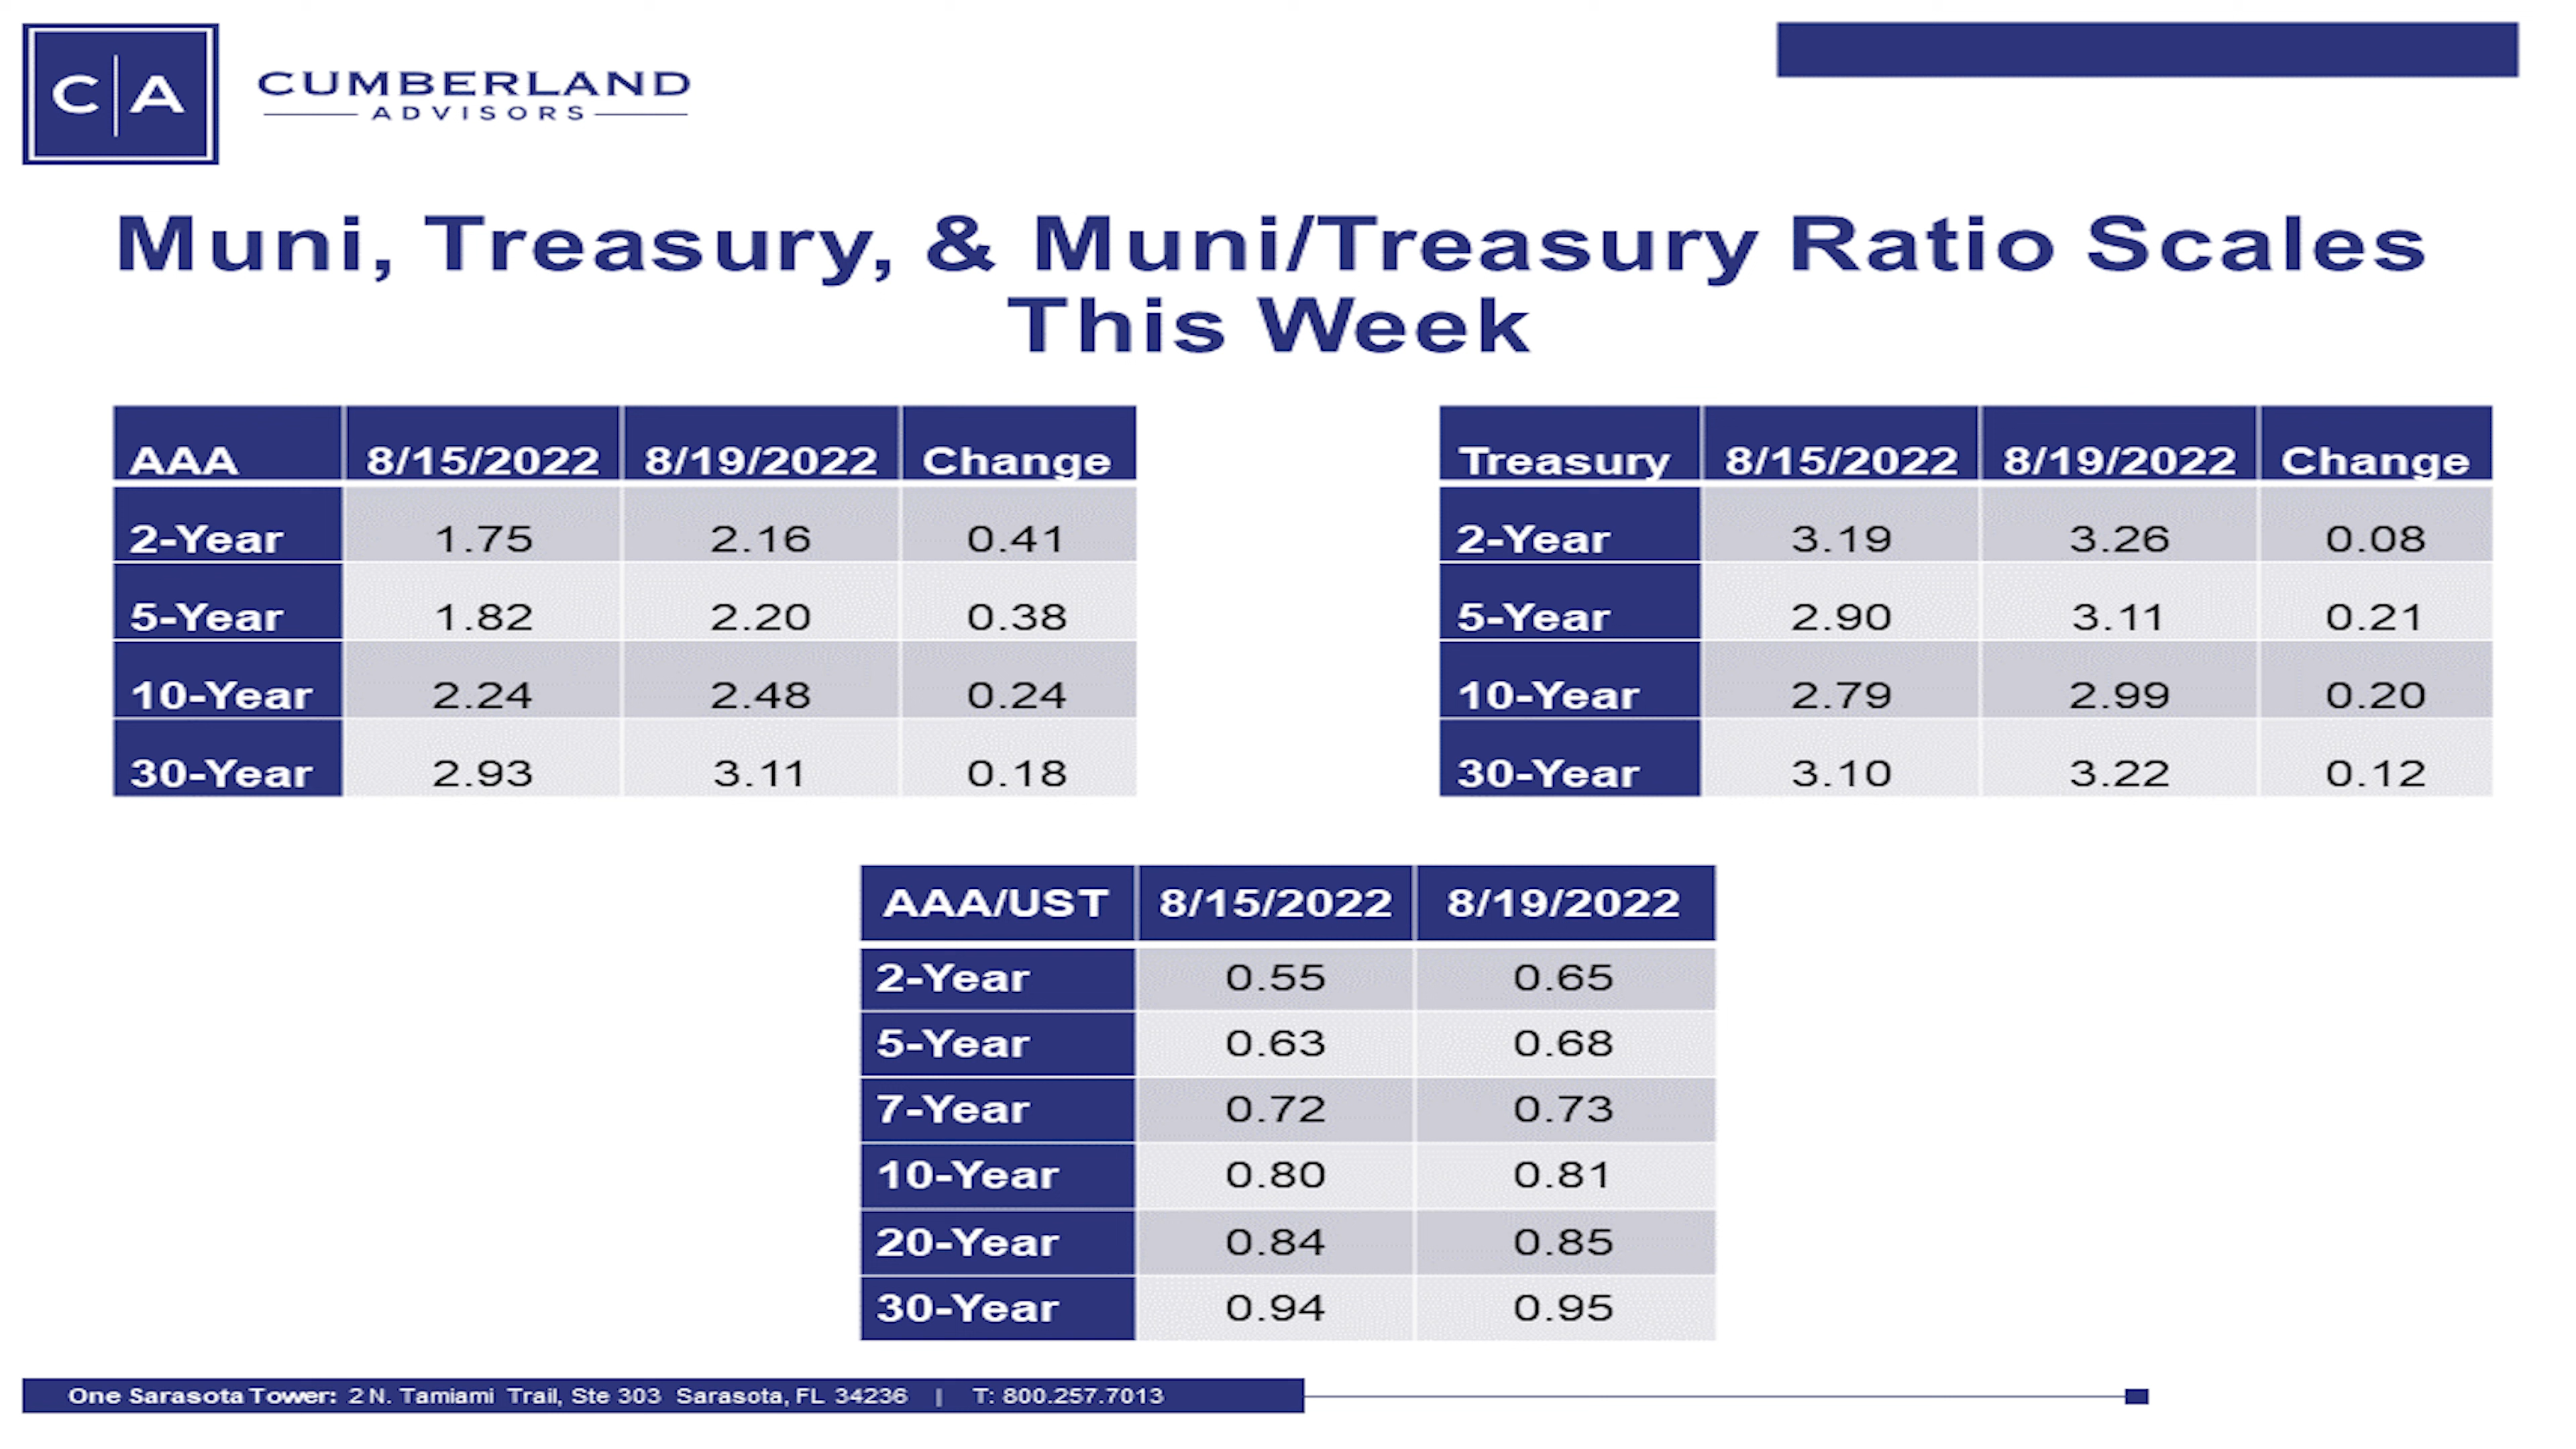 C|A
CUMBERLAND
ADVISORS
Muni, Treasury, & Muni/Treasury Ratio Scales
This Week
AAA 8/15/2022 8/19/2022 Change
2-Year 1.75 2.16 0.41
5-Year 1.82 2.20 0.38
10-Year 2.24 2.48 0.24
30-Year 2.93 3.11 0.18
Treasury 8/15/2022 8/19/2022 Change
2-Year 3.19 3.26 0.08
5-Year 2.90 3.11 0.21
10-Year 2.79 2.99 0.20
30-Year 3.10 3.22 0.12
AAA/UST 8/15/2022 8/19/2022
2-Year 0.55 0.65
5-Year 0.63 0.68
7-Year 0.72 0.73
10-Year 0.80 0.81
20-Year 0.84 0.85
30-Year 0.94 0.95
One Sarasota Tower: 2 N. Tamiami Trail, Ste 303 Sarasota, FL 34236 | T: 800.257.7013